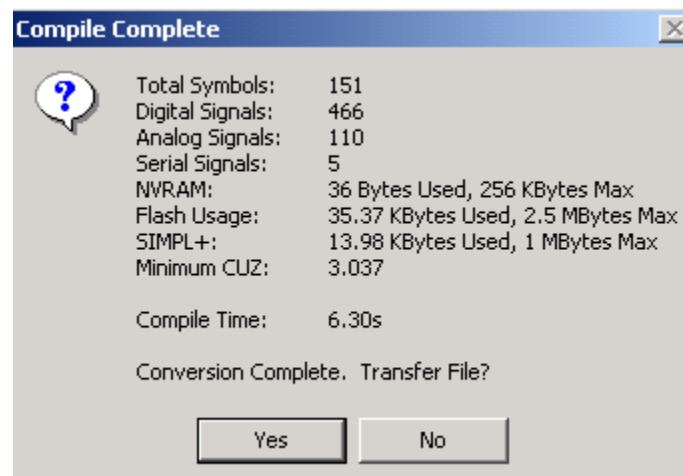 Compile Complete
?
Total Symbols: 151
Digital Signals: 466
Analog Signals: 110
Serial Signals: 5
NVRAM: 36 Bytes Used, 256 KBytes Max
Flash Usage: 35.37 KBytes Used, 2.5 MBytes Max
SIMPL+: 13.98 KBytes Used, 1 MBytes Max
Minimum CUZ: 3.037
Compile Time: 6.30s
Conversion Complete. Transfer File?
Yes No